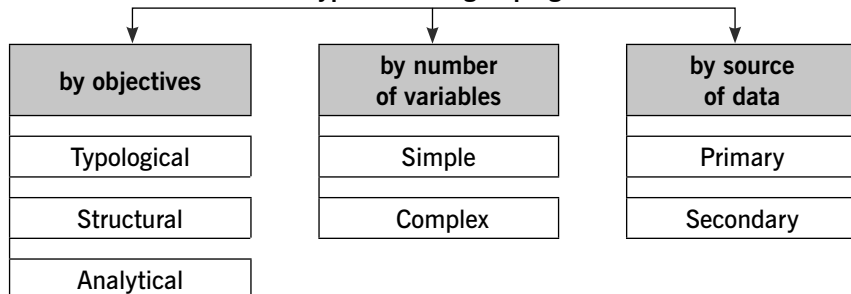 by objectives
by number
of variables
by source
of data
Typological
Simple
Primary
Structural
Complex
Secondary
Analytical